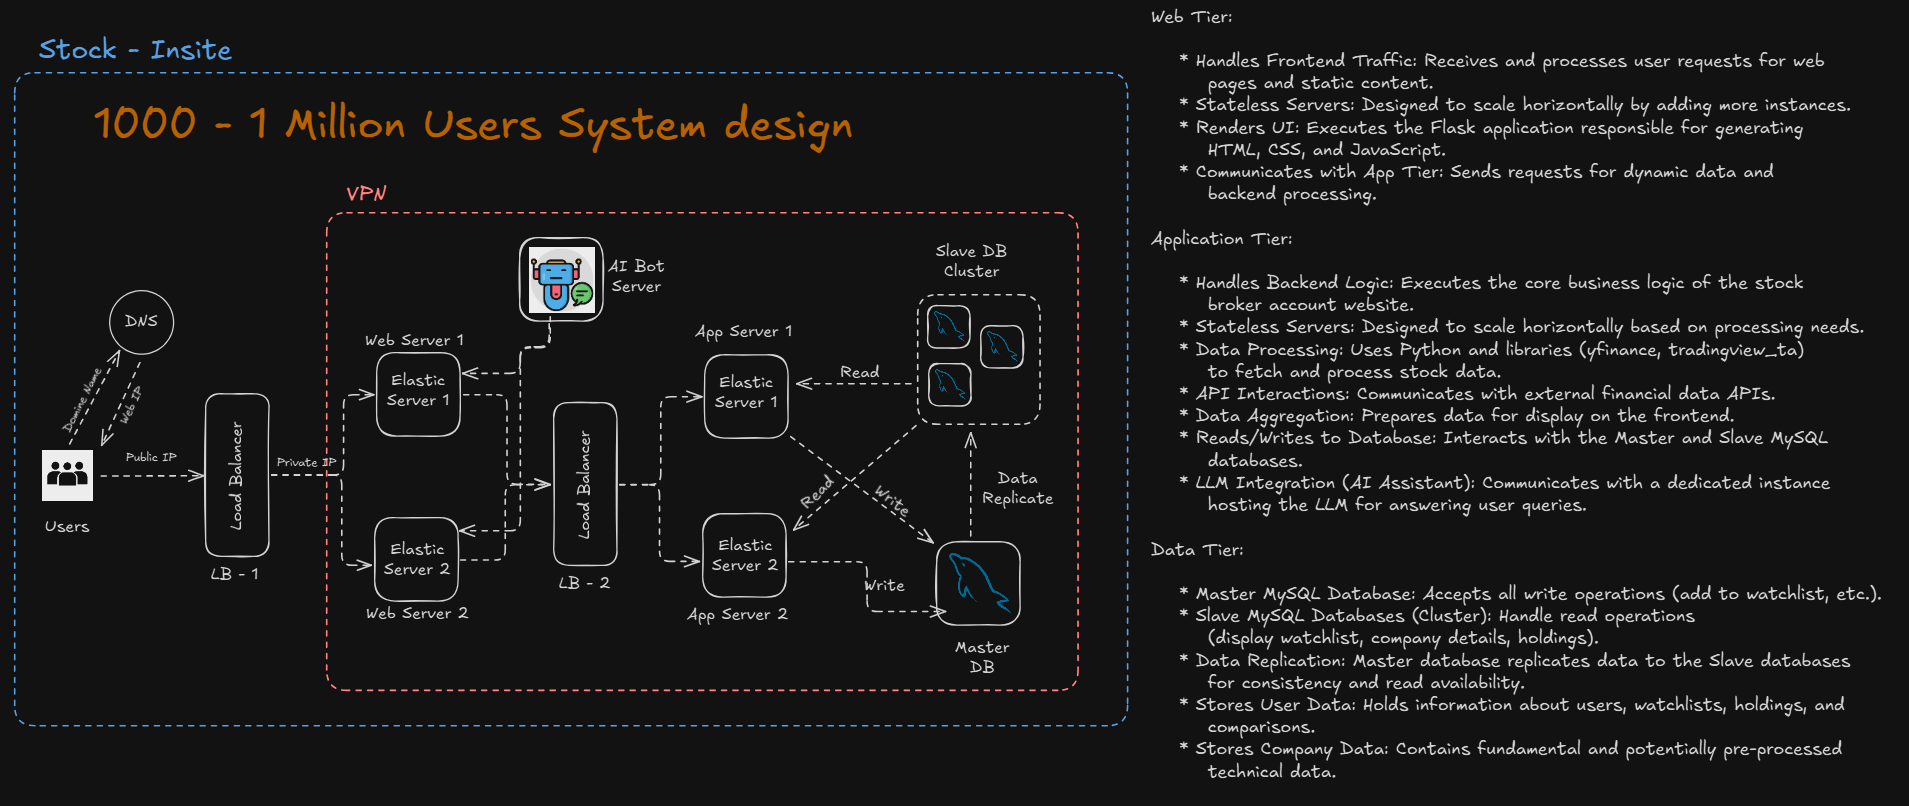 Stock - Insite
1000 - 1 Million Users System design
VPN
DNS
Domine Name
Web IP
Users
Public IP
Load Balancer
LB - 1
Private IP
Web Server 1
Elastic
Server 1
Elastic
Server 2
Web Server 2
AI Bot
Server
Load Balancer
LB - 2
App Server 1
Elastic
Server 1
Elastic
Server 2
App Server 2
Slave DB
Cluster
Read
Read
Write
Write
Data
Replicate
Master
DB
Web Tier:
* Handles Frontend Traffic: Receives and processes user requests for web
pages and static content.
* Stateless Servers: Designed to scale horizontally by adding more instances.
* Renders UI: Executes the Flask application responsible for generating
HTML, CSS, and JavaScript.
* Communicates with App Tier: Sends requests for dynamic data and
backend processing.
Application Tier:
* Handles Backend Logic: Executes the core business logic of the stock
broker account website.
* Stateless Servers: Designed to scale horizontally based on processing needs.
* Data Processing: Uses Python and libraries (yfinance, tradingview_ta)
to fetch and process stock data.
* API Interactions: Communicates with external financial data APIs.
* Data Aggregation: Prepares data for display on the frontend.
* Reads/Writes to Database: Interacts with the Master and Slave MySQL
databases.
* LLM Integration (AI Assistant): Communicates with a dedicated instance
hosting the LLM for answering user queries.
Data Tier:
* Master MySQL Database: Accepts all write operations (add to watchlist, etc.).
* Slave MySQL Databases (Cluster): Handle read operations
(display watchlist, company details, holdings).
* Data Replication: Master database replicates data to the Slave databases
for consistency and read availability.
* Stores User Data: Holds information about users, watchlists, holdings, and
comparisons.
* Stores Company Data: Contains fundamental and potentially pre-processed
technical data.